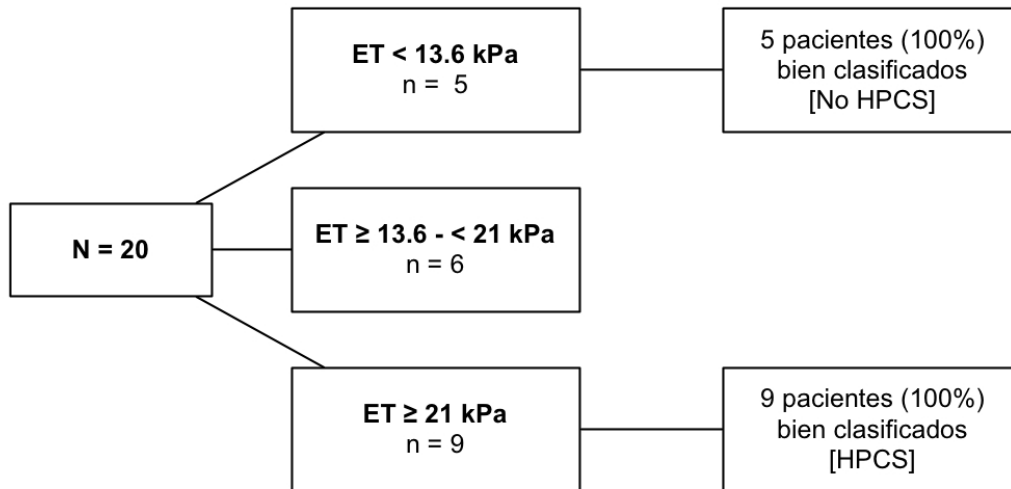 N = 20
ET < 13.6 kPa
n = 5
5 pacientes (100%)
bien clasificados
[No HPCS]
ET ≥ 13.6 - < 21 kPa
n = 6
ET ≥ 21 kPa
n = 9
9 pacientes (100%)
bien clasificados
[HPCS]